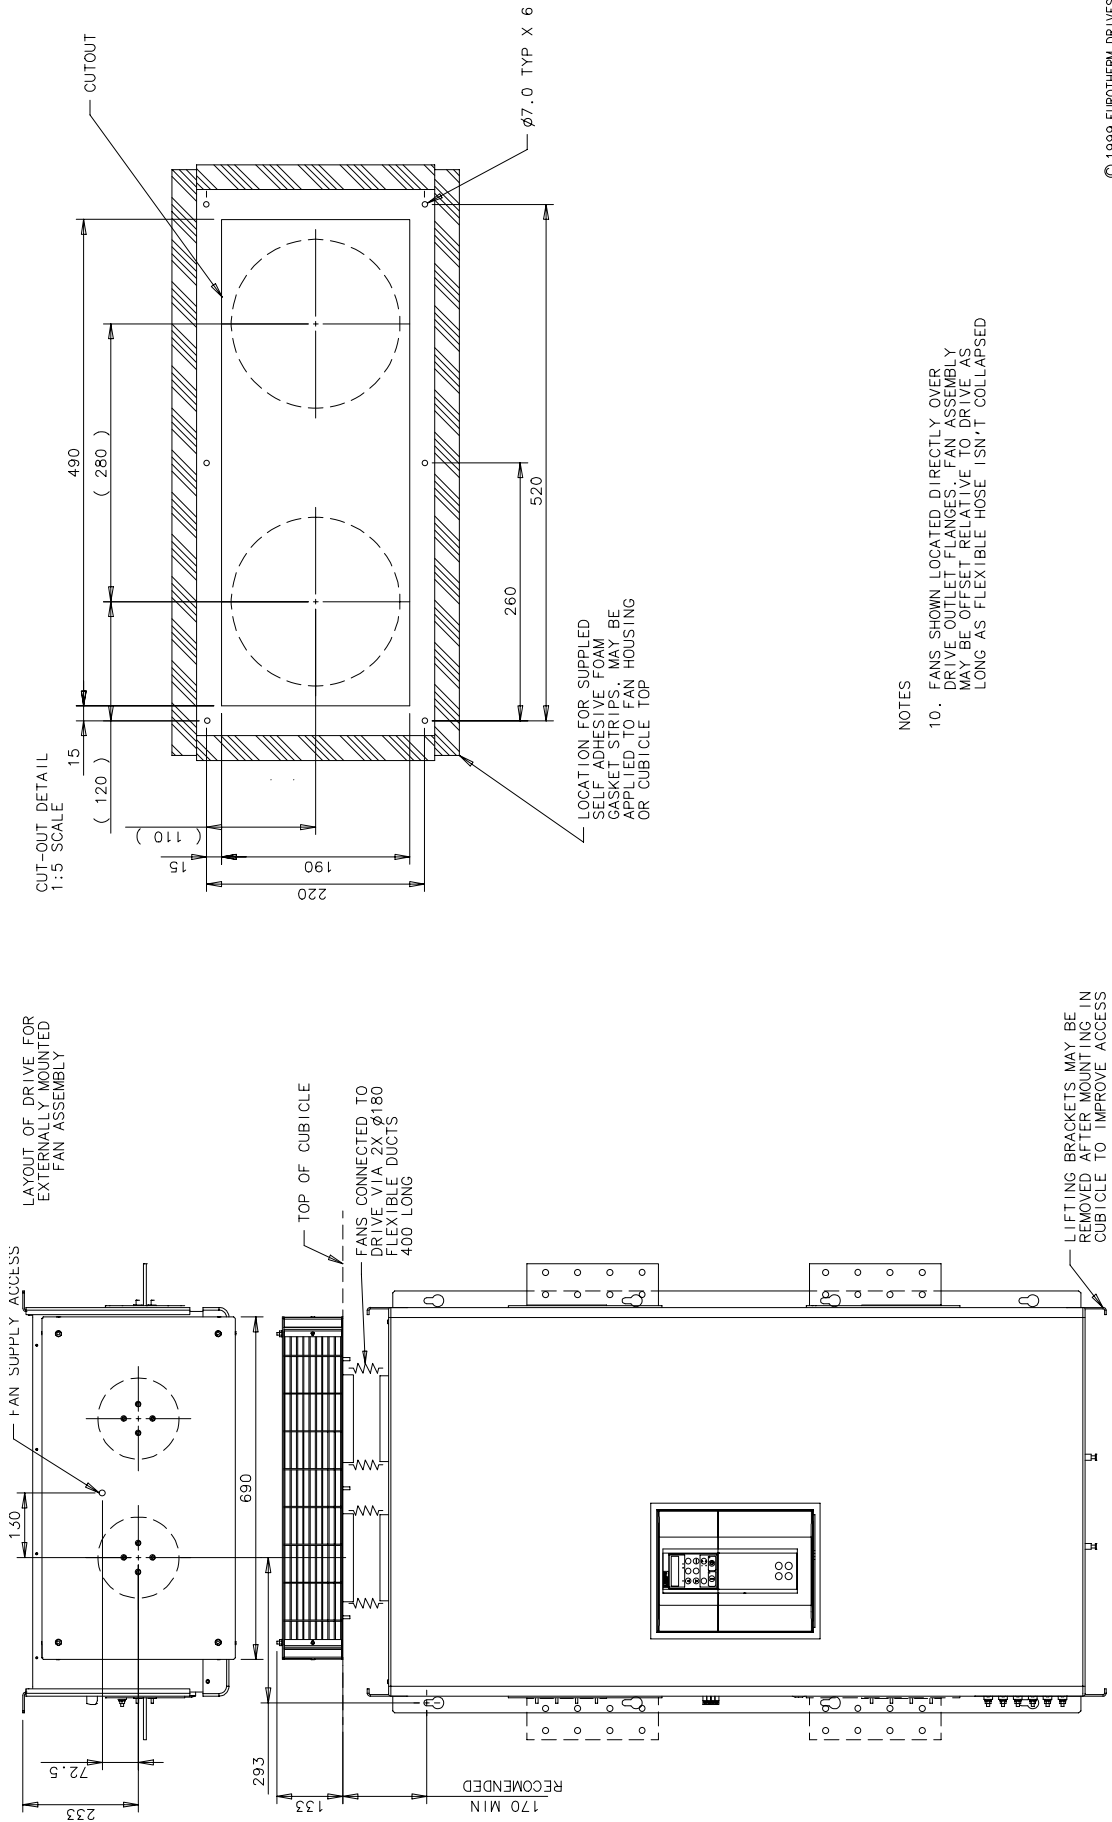 LAYOUT OF DRIVE FOR
EXTERNALLY MOUNTED
FAN ASSEMBLY
FAN SUPPLY ACCESS
130
690
72.5
233
293
133
170 MIN
RECOMENDED
TOP OF CUBICLE
FANS CONNECTED TO
DRIVE VIA 2X Ø180
FLEXIBLE DUCTS
400 LONG
LIFTING BRACKETS MAY BE
REMOVED AFTER MOUNTING IN
CUBICLE TO IMPROVE ACCESS
CUT-OUT DETAIL
1:5 SCALE
CUTOUT
490
15
( 280 )
( 120 )
( 110 )
15
190
220
260
520
Ø7.0 TYP X 6
LOCATION FOR SUPPLED
SELF ADHESIVE FOAM
GASKET STRIPS. MAY BE
APPLIED TO FAN HOUSING
OR CUBICLE TOP
NOTES
10. FANS SHOWN LOCATED DIRECTLY OVER
DRIVE OUTLET FLANGES. FAN ASSEMBLY
MAY BE OFFSET RELATIVE TO DRIVE AS
LONG AS FLEXIBLE HOSE ISN'T COLLAPSED
© 1999 EUROTHERM DRIVES